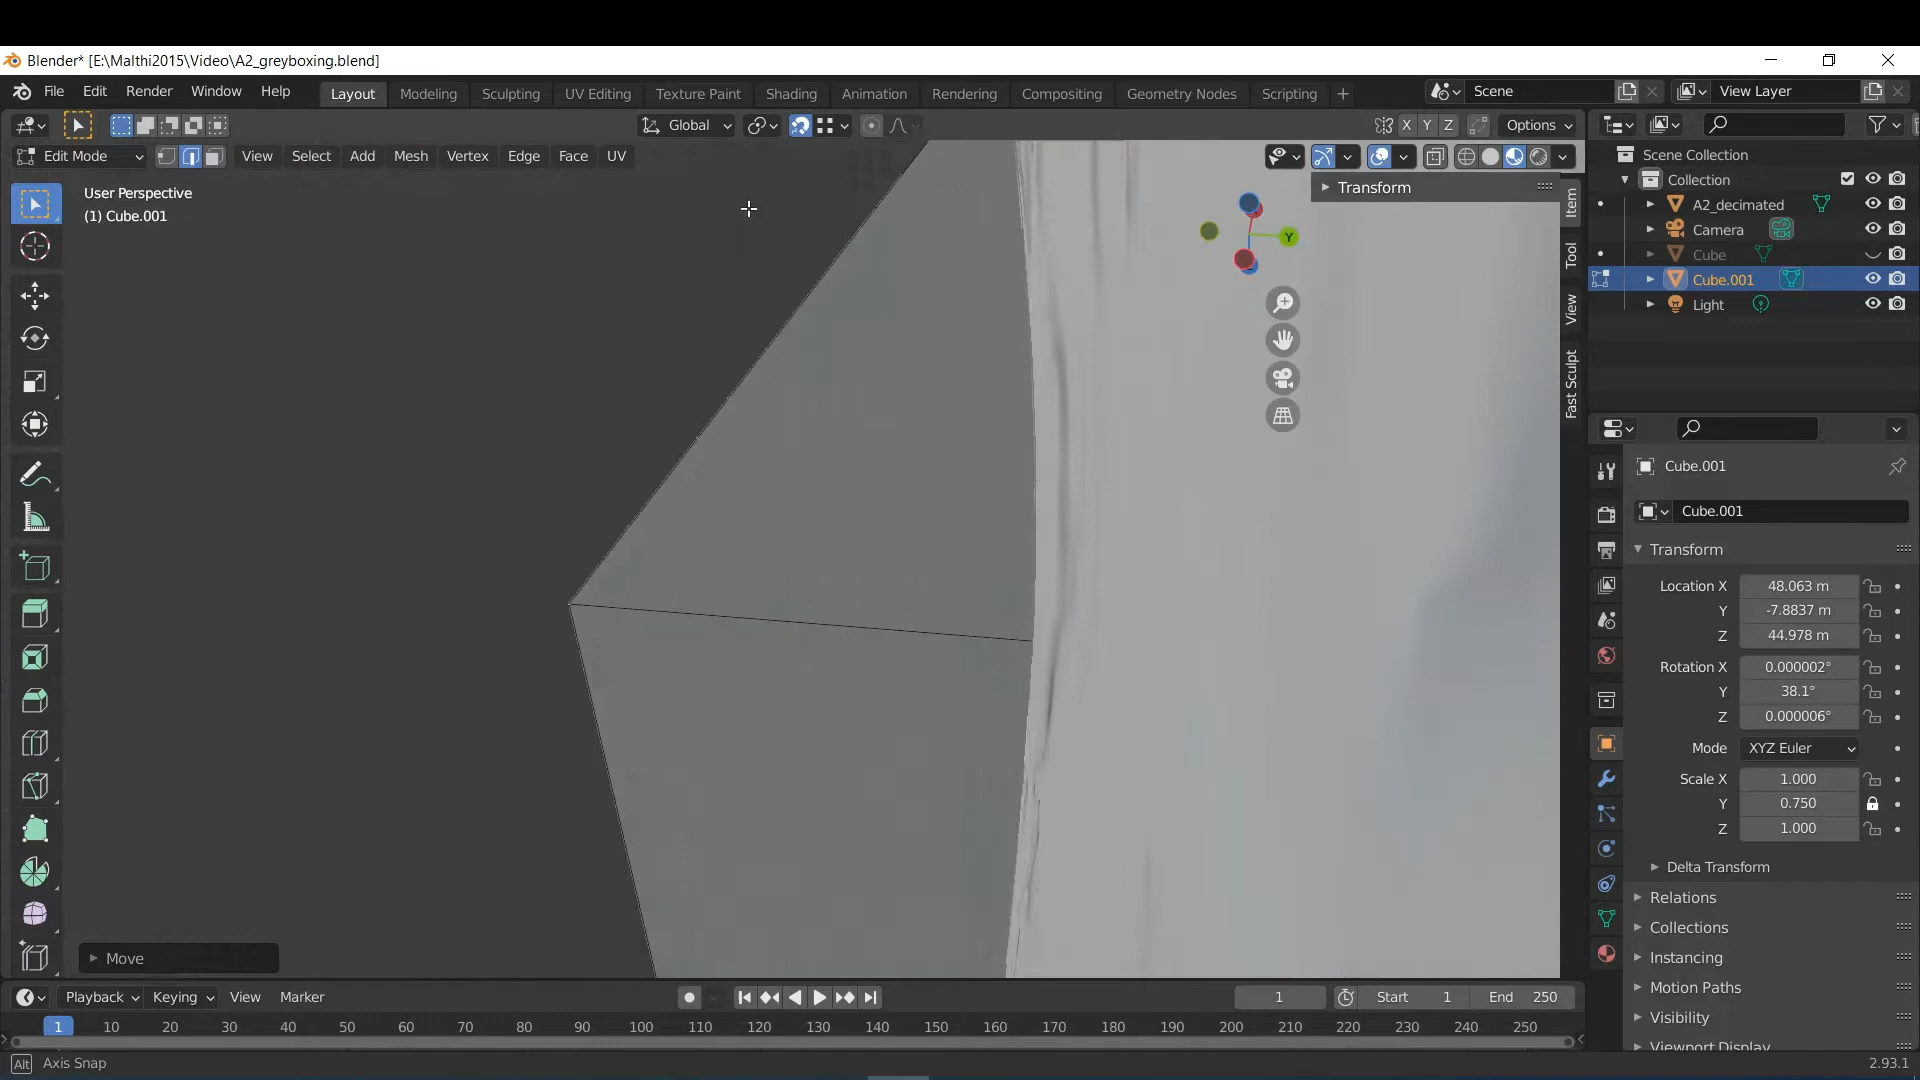 Blender* [E:\Malthi2015\Video\A2_greyboxing.blend]
File Edit Render Window Help Layout Modeling Sculpting UV Editing Texture Paint Shading Animation Rendering Compositing Geometry Nodes Scripting + Scene View Layer
Global X Y Z Options
Edit Mode View Select Add Mesh Vertex Edge Face UV
User Perspective
(1) Cube.001
Transform
Item
Tool
View
Fast Sculpt
Y
Scene Collection
Collection
A2_decimated
Camera
Cube
Cube.001
Light
Cube.001
Cube.001
Transform
Location X 48.063 m
Y -7.8837 m
Z 44.978 m
Rotation X 0.000002°
Y 38.1°
Z 0.000006°
Mode XYZ Euler
Scale X 1.000
Y 0.750
Z 1.000
Delta Transform
Relations
Collections
Instancing
Motion Paths
Visibility
Viewport Display
Move
Playback Keying View Marker 1 Start 1 End 250
1 10 20 30 40 50 60 70 80 90 100 110 120 130 140 150 160 170 180 190 200 210 220 230 240 250
Alt Axis Snap 2.93.1